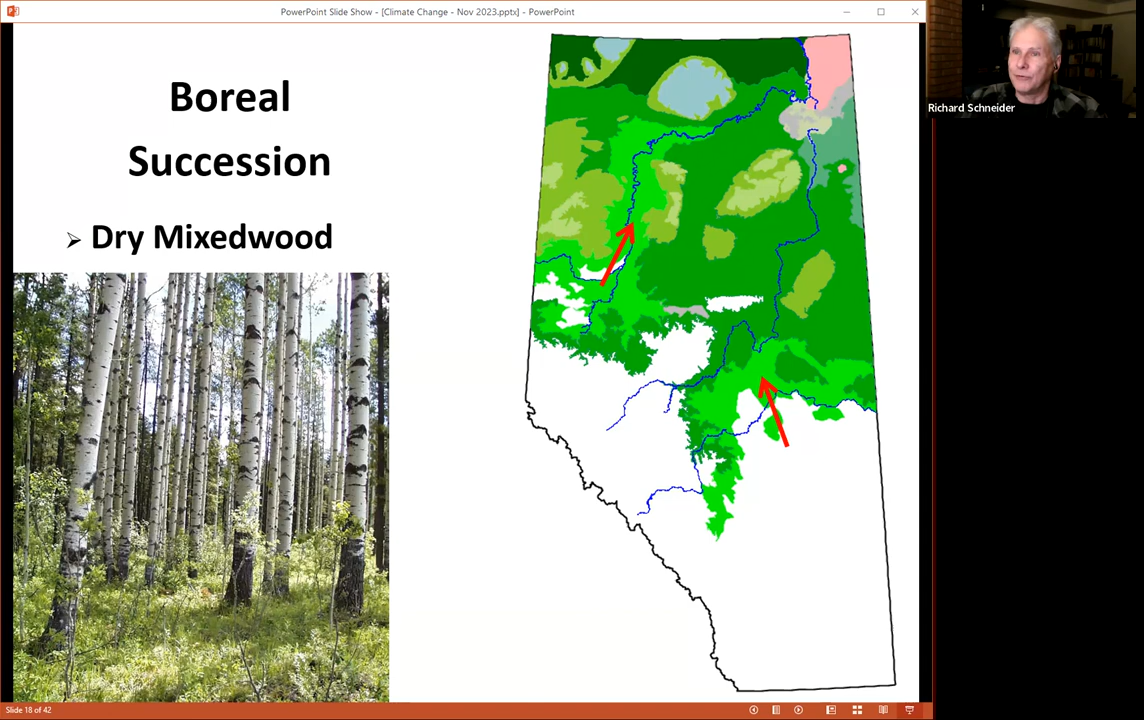 PowerPoint Slide Show - [Climate Change - Nov 2023.pptx] - PowerPoint
Boreal
Succession
➢ Dry Mixedwood
Richard Schneider
Slide 18 of 42